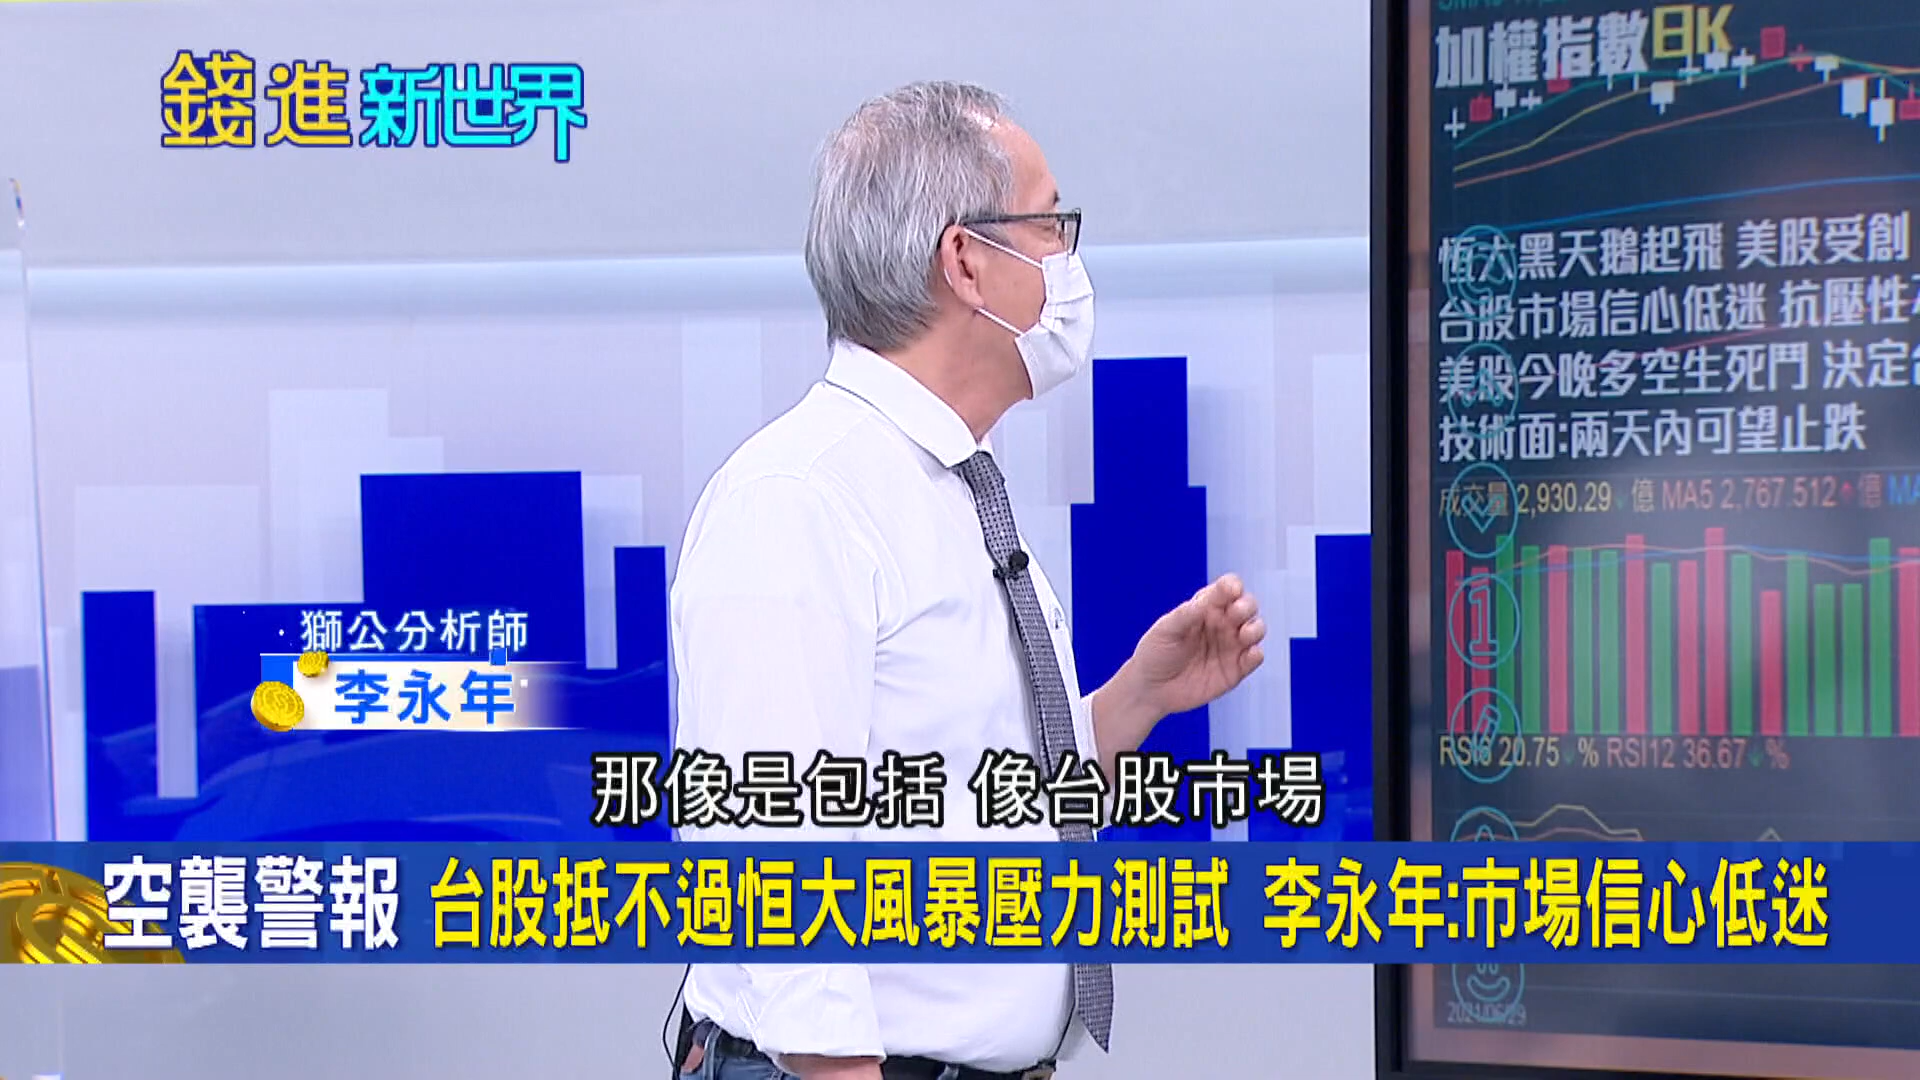 錢進新世界
加權指數日K
恆大黑天鵝起飛 美股受創
台股市場信心低迷 抗壓性
美股今晚多空生死鬥 決定
技術面:兩天內可望止跌
成交量 2,930.29 億 MA5 2,767.512 億 MA
RSI6 20.75 % RSI12 36.67 %
2021/06/29
獅公分析師
李永年
那像是包括 像台股市場
空襲警報 台股抵不過恒大風暴壓力測試 李永年:市場信心低迷